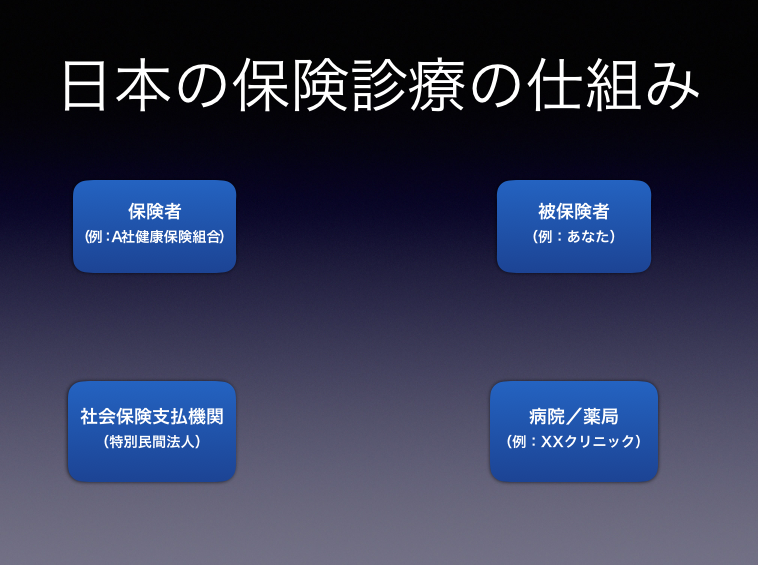 日本の保険診療の仕組み
保険者
(例：A社健康保険組合)
被保険者
（例：あなた）
社会保険支払機関
（特別民間法人）
病院／薬局
（例：XXクリニック）